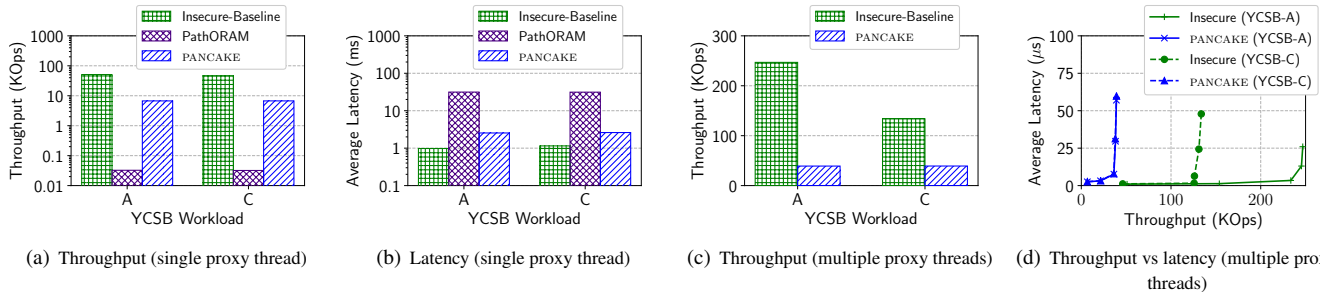 Insecure-Baseline
PathORAM
PANCAKE
1000
100
10
1
0.1
0.01
Throughput (KOps)
A
C
YCSB Workload
(a) Throughput (single proxy thread)
Insecure-Baseline
PathORAM
PANCAKE
1000
100
10
1
0.1
Average Latency (ms)
A
C
YCSB Workload
(b) Latency (single proxy thread)
Insecure-Baseline
PANCAKE
300
200
100
0
Throughput (KOps)
A
C
YCSB Workload
(c) Throughput (multiple proxy threads)
Insecure (YCSB-A)
PANCAKE (YCSB-A)
Insecure (YCSB-C)
PANCAKE (YCSB-C)
100
75
50
25
0
Average Latency (μs)
0
100
200
Throughput (KOps)
(d) Throughput vs latency (multiple prox
threads)